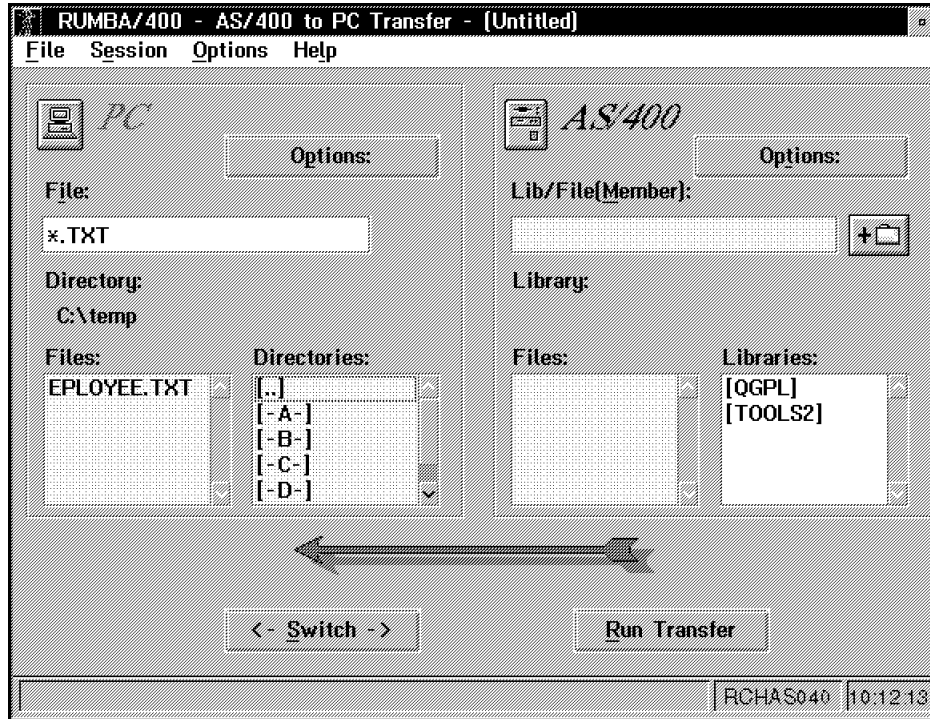 RUMBA/400 - AS/400 to PC Transfer - (Untitled)
File Session Options Help
PC
Options:
File:
*.TXT
Directory:
C:\temp
Files:
EPLOYEE.TXT
Directories:
[..]
[-A-]
[-B-]
[-C-]
[-D-]
AS/400
Options:
Lib/File(Member):
+
Library:
Files:
Libraries:
[QGPL]
[TOOLS2]
<- Switch ->
Run Transfer
RCHAS040 10:12:13